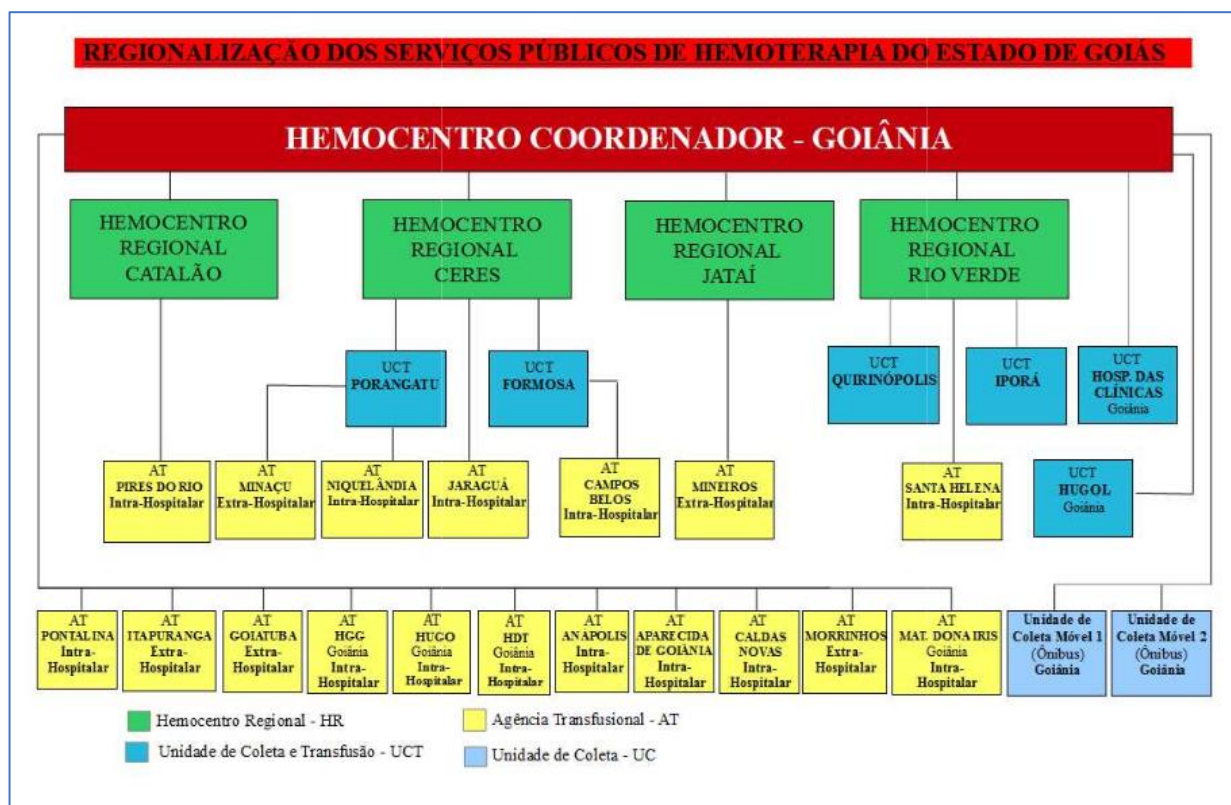 REGIONALIZAÇÃO DOS SERVIÇOS PÚBLICOS DE HEMOTERAPIA DO ESTADO DE GOIÁS
HEMOCENTRO COORDENADOR - GOIÂNIA
HEMOCENTRO
REGIONAL
CATALÃO
HEMOCENTRO
REGIONAL
CERES
HEMOCENTRO
REGIONAL
JATAÍ
HEMOCENTRO
REGIONAL
RIO VERDE
UCT
PORANGATU
UCT
FORMOSA
UCT
QUIRINÓPOLIS
UCT
IPORÁ
UCT
HOSP. DAS
CLÍNICAS
Goiânia
AT
PIRES DO RIO
Intra-Hospitalar
AT
MINAÇU
Extra-Hospitalar
AT
NIQUELÂNDIA
Intra-Hospitalar
AT
JARAGUÁ
Intra-Hospitalar
AT
CAMPOS
BELOS
Intra-Hospitalar
AT
MINEIROS
Extra-Hospitalar
AT
SANTA HELENA
Intra-Hospitalar
UCT
HUGOL
Goiânia
AT
PONTALINA
Intra-
Hospitalar
AT
ITAPURANGA
Extra-
Hospitalar
AT
GOIATUBA
Extra-
Hospitalar
AT
HGG
Goiânia
Intra-
Hospitalar
AT
HUGO
Goiânia
Intra-
Hospitalar
AT
HDT
Goiânia
Intra-
Hospitalar
AT
ANÁPOLIS
Intra-
Hospitalar
AT
APARECIDA
DE GOIÂNIA
Intra-
Hospitalar
AT
CALDAS
NOVAS
Intra-
Hospitalar
AT
MORRINHOS
Extra-
Hospitalar
AT
MAT. DONA IRIS
Goiânia
Intra-
Hospitalar
Unidade de
Coleta Móvel 1
(Ônibus)
Goiânia
Unidade de
Coleta Móvel 2
(Ônibus)
Goiânia
Hemocentro Regional - HR
Agência Transfusional - AT
Unidade de Coleta e Transfusão - UCT
Unidade de Coleta - UC